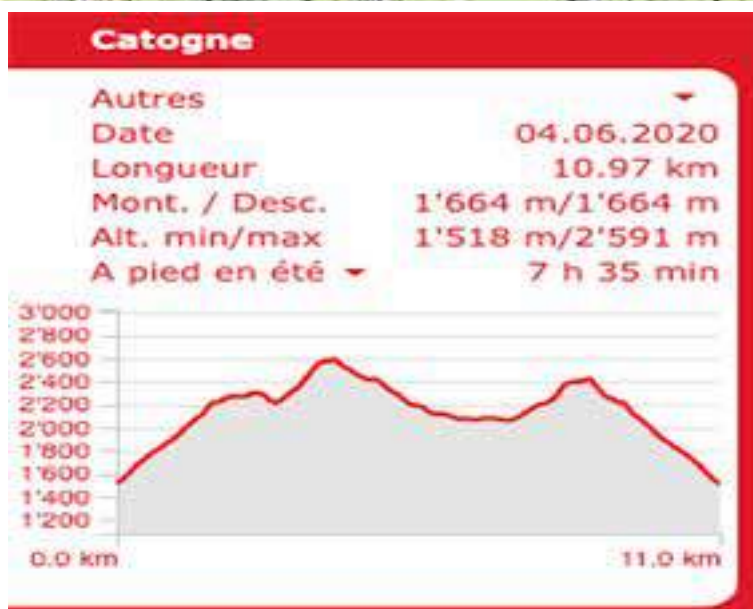 Catogne
Autres
Date 04.06.2020
Longueur 10.97 km
Mont. / Desc. 1'664 m/1'664 m
Alt. min/max 1'518 m/2'591 m
A pied en été 7 h 35 min
3'000
2'800
2'600
2'400
2'200
2'000
1'800
1'600
1'400
1'200
0.0 km 11.0 km